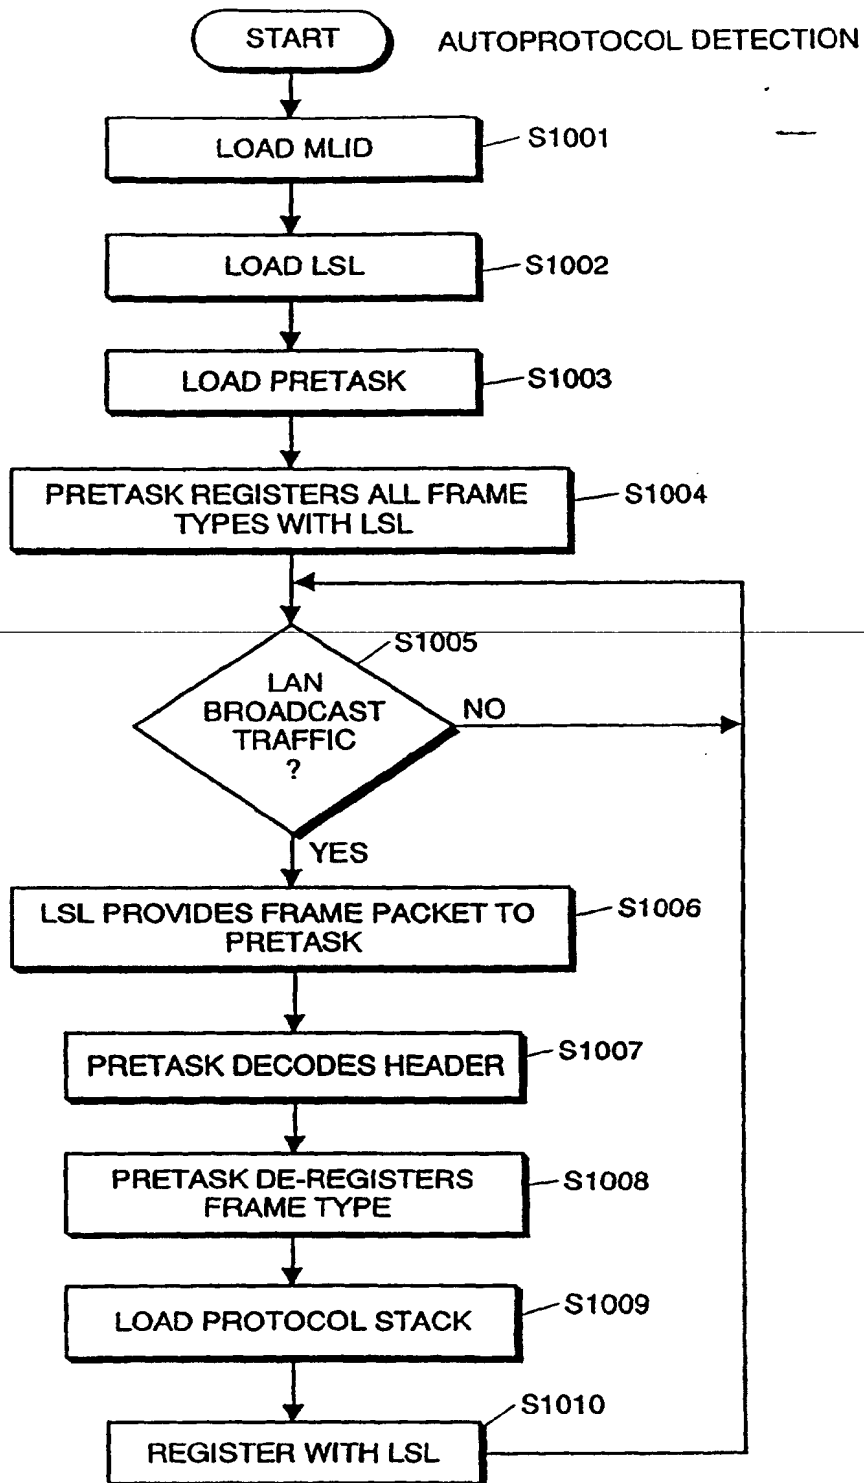 START
AUTOPROTOCOL DETECTION
LOAD MLID
S1001
LOAD LSL
S1002
LOAD PRETASK
S1003
PRETASK REGISTERS ALL FRAME
TYPES WITH LSL
S1004
S1005
LAN
BROADCAST
TRAFFIC
?
NO
YES
LSL PROVIDES FRAME PACKET TO
PRETASK
S1006
PRETASK DECODES HEADER
S1007
PRETASK DE-REGISTERS
FRAME TYPE
S1008
LOAD PROTOCOL STACK
S1009
REGISTER WITH LSL
S1010